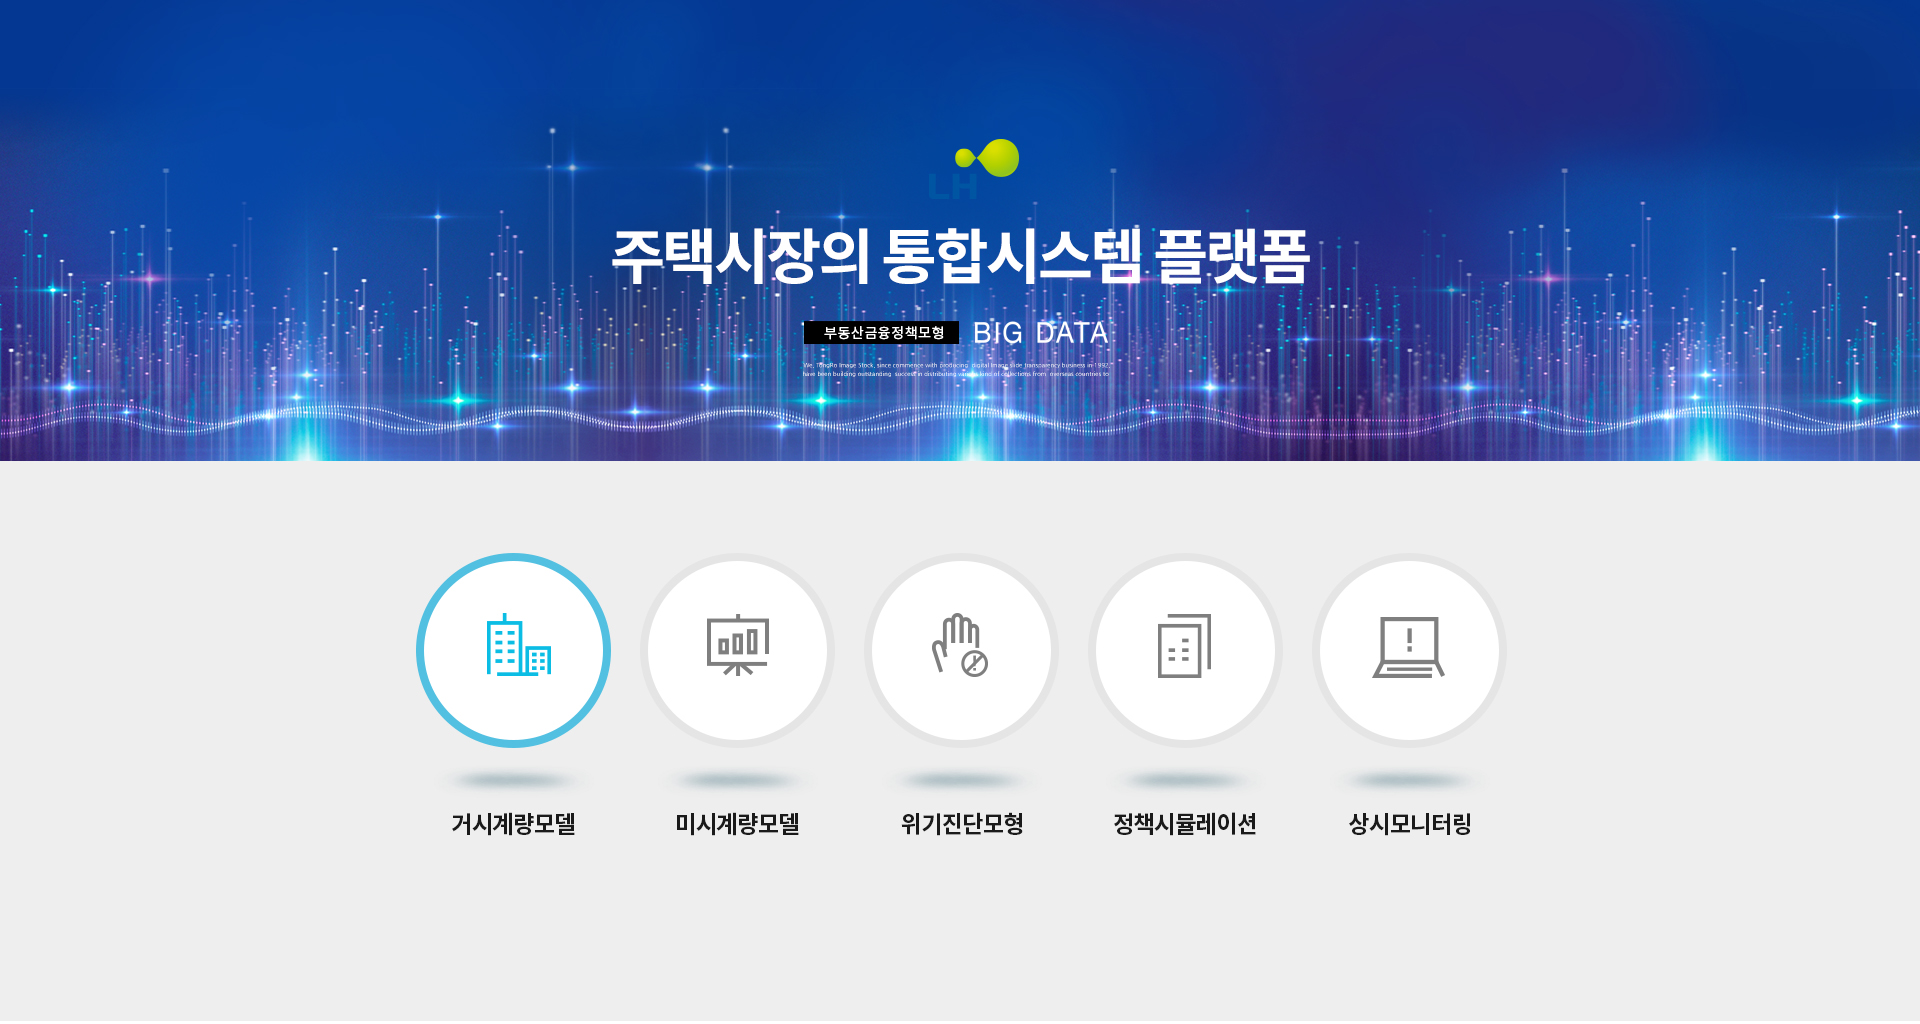 LH
주택시장의 통합시스템 플랫폼
부동산금융정책모형 BIG DATA
We, TongRo Image Stock, since commence with producing digital image wide transparency business in 1992,
have been building outstanding success in distributing various kind of collections from overseas countries to
거시계량모델
미시계량모델
위기진단모형
정책시뮬레이션
상시모니터링